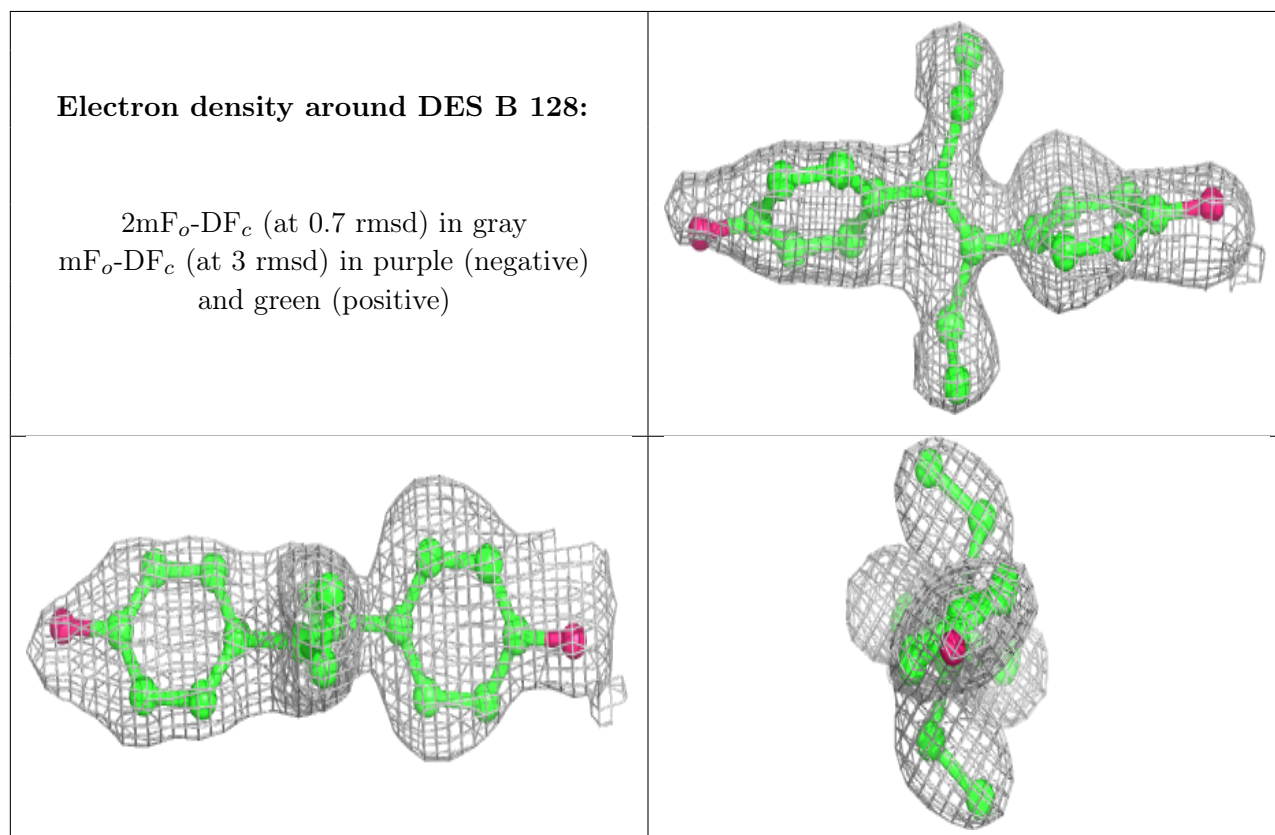 Electron density around DES B 128:
2mFo-DFc (at 0.7 rmsd) in gray
mFo-DFc (at 3 rmsd) in purple (negative)
and green (positive)